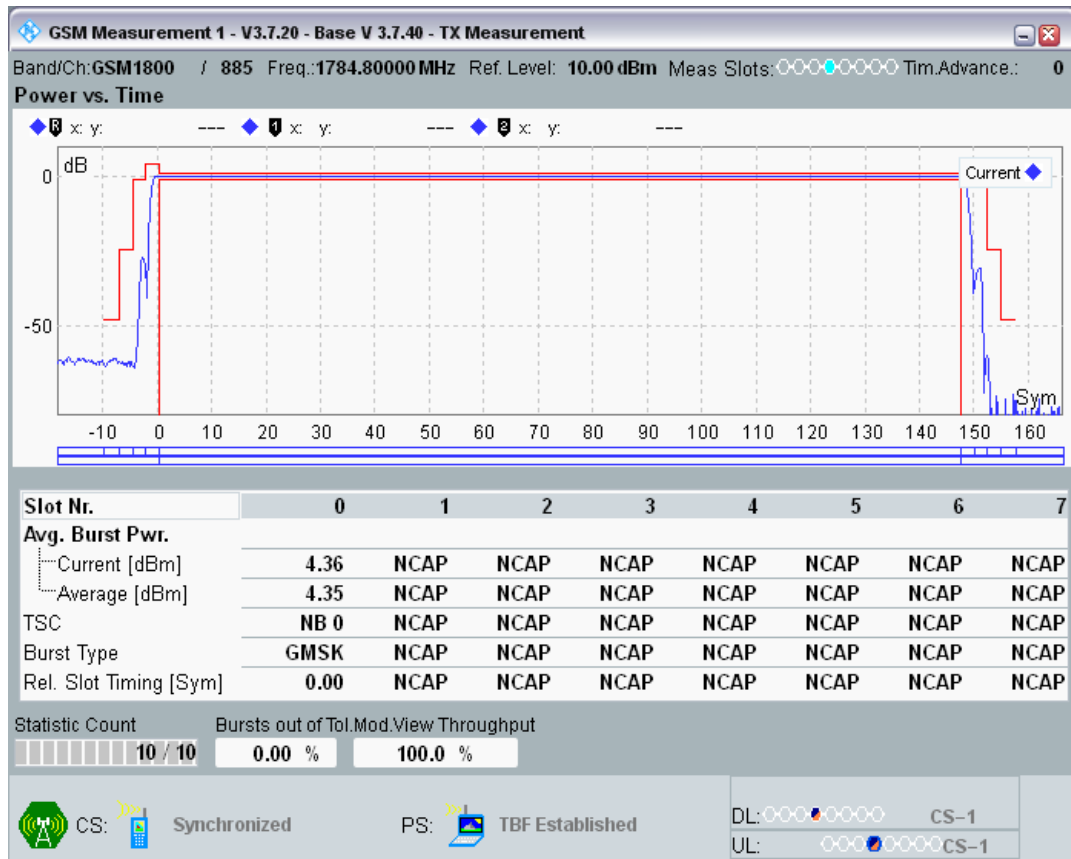 GSM Measurement 1 - V3.7.20 - Base V 3.7.40 - TX Measurement
Band/Ch:GSM1800 / 885 Freq.:1784.80000 MHz Ref. Level: 10.00 dBm Meas Slots: Tim.Advance.: 0
Power vs. Time
R x: y: --- 1 x: y: --- 2 x: y: ---
dB
Current
0
-50
Sym
-10 0 10 20 30 40 50 60 70 80 90 100 110 120 130 140 150 160
Slot Nr. 0 1 2 3 4 5 6 7
Avg. Burst Pwr.
Current [dBm] 4.36 NCAP NCAP NCAP NCAP NCAP NCAP NCAP
Average [dBm] 4.35 NCAP NCAP NCAP NCAP NCAP NCAP NCAP
TSC NB 0 NCAP NCAP NCAP NCAP NCAP NCAP NCAP
Burst Type GMSK NCAP NCAP NCAP NCAP NCAP NCAP NCAP
Rel. Slot Timing [Sym] 0.00 NCAP NCAP NCAP NCAP NCAP NCAP NCAP
Statistic Count Bursts out of Tol. Mod.View Throughput
10 / 10 0.00 % 100.0 %
CS: Synchronized PS: TBF Established
DL: CS-1
UL: CS-1